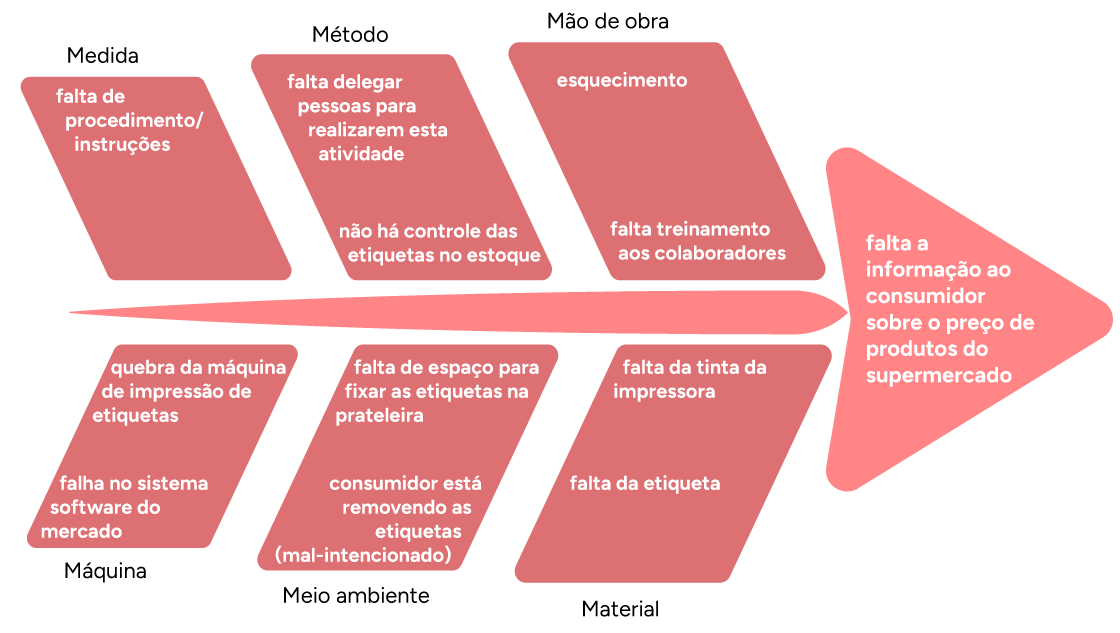 Medida
falta de
procedimento/
instruções
Método
falta delegar
pessoas para
realizarem esta
atividade
não há controle das
etiquetas no estoque
Mão de obra
esquecimento
falta treinamento
aos colaboradores
falta a
informação ao
consumidor
sobre o preço de
produtos do
supermercado
quebra da máquina
de impressão de
etiquetas
falha no sistema
software do
mercado
Máquina
falta de espaço para
fixar as etiquetas na
prateleira
consumidor está
removendo as
etiquetas
(mal-intencionado)
Meio ambiente
falta da tinta da
impressora
falta da etiqueta
Material